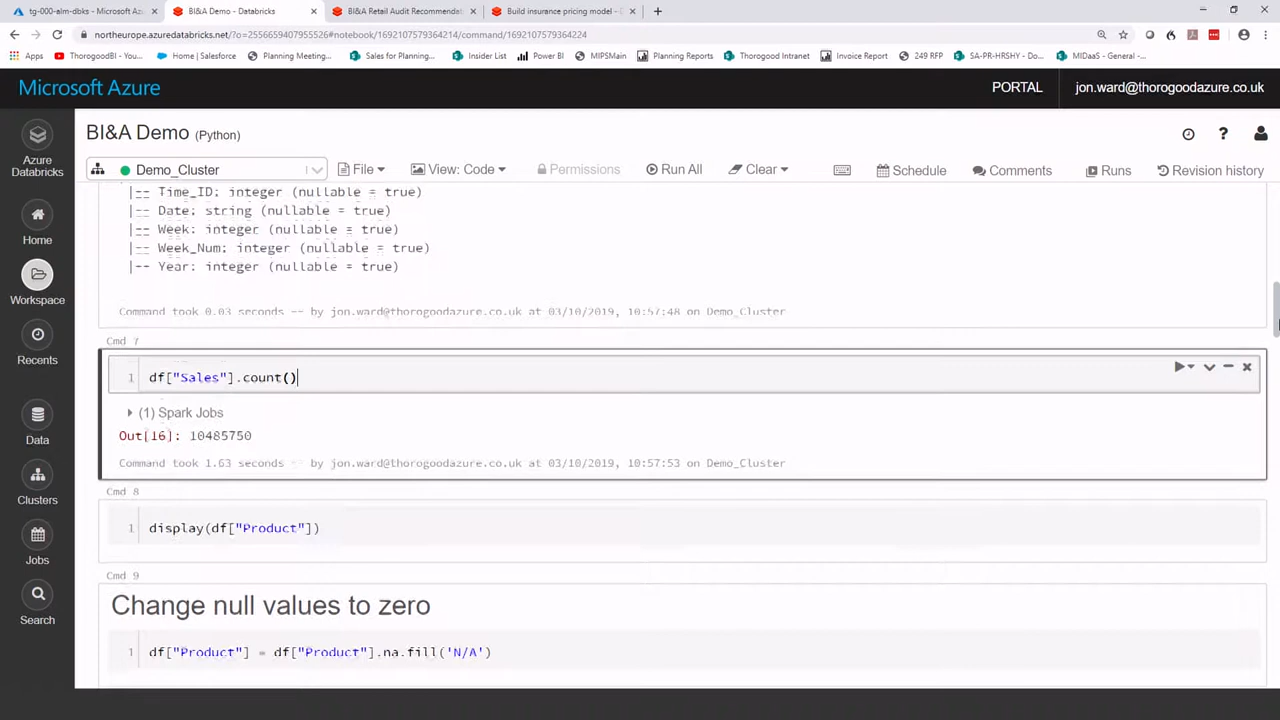 tg-000-alm-dbks - Microsoft Az
BI&A Demo - Databricks
BI&A Retail Audit Recommendat
Build insurance pricing model -
northeurope.azuredatabricks.net/?o=2556659407955526#notebook/1692107579364214/command/1692107579364224
Apps
ThorogoodBI - You...
Home | Salesforce
Planning Meeting...
Sales for Planning...
Insider List
Power BI
MIPSMain
Planning Reports
Thorogood Intranet
Invoice Report
249 RFP
SA-PR-HRSHY - Do...
MIDaaS - General -...
Microsoft Azure
PORTAL
jon.ward@thorogoodazure.co.uk
Azure
Databricks
Home
Workspace
Recents
Data
Clusters
Jobs
Search
BI&A Demo (Python)
Demo_Cluster
File
View: Code
Permissions
Run All
Clear
Schedule
Comments
Runs
Revision history
|-- Time_ID: integer (nullable = true)
|-- Date: string (nullable = true)
|-- Week: integer (nullable = true)
|-- Week_Num: integer (nullable = true)
|-- Year: integer (nullable = true)
Command took 0.03 seconds -- by jon.ward@thorogoodazure.co.uk at 03/10/2019, 10:57:48 on Demo_Cluster
Cmd 7
1 df["Sales"].count()
(1) Spark Jobs
Out[16]: 10485750
Command took 1.63 seconds -- by jon.ward@thorogoodazure.co.uk at 03/10/2019, 10:57:53 on Demo_Cluster
Cmd 8
1 display(df["Product"])
Cmd 9
Change null values to zero
1 df["Product"] = df["Product"].na.fill('N/A')